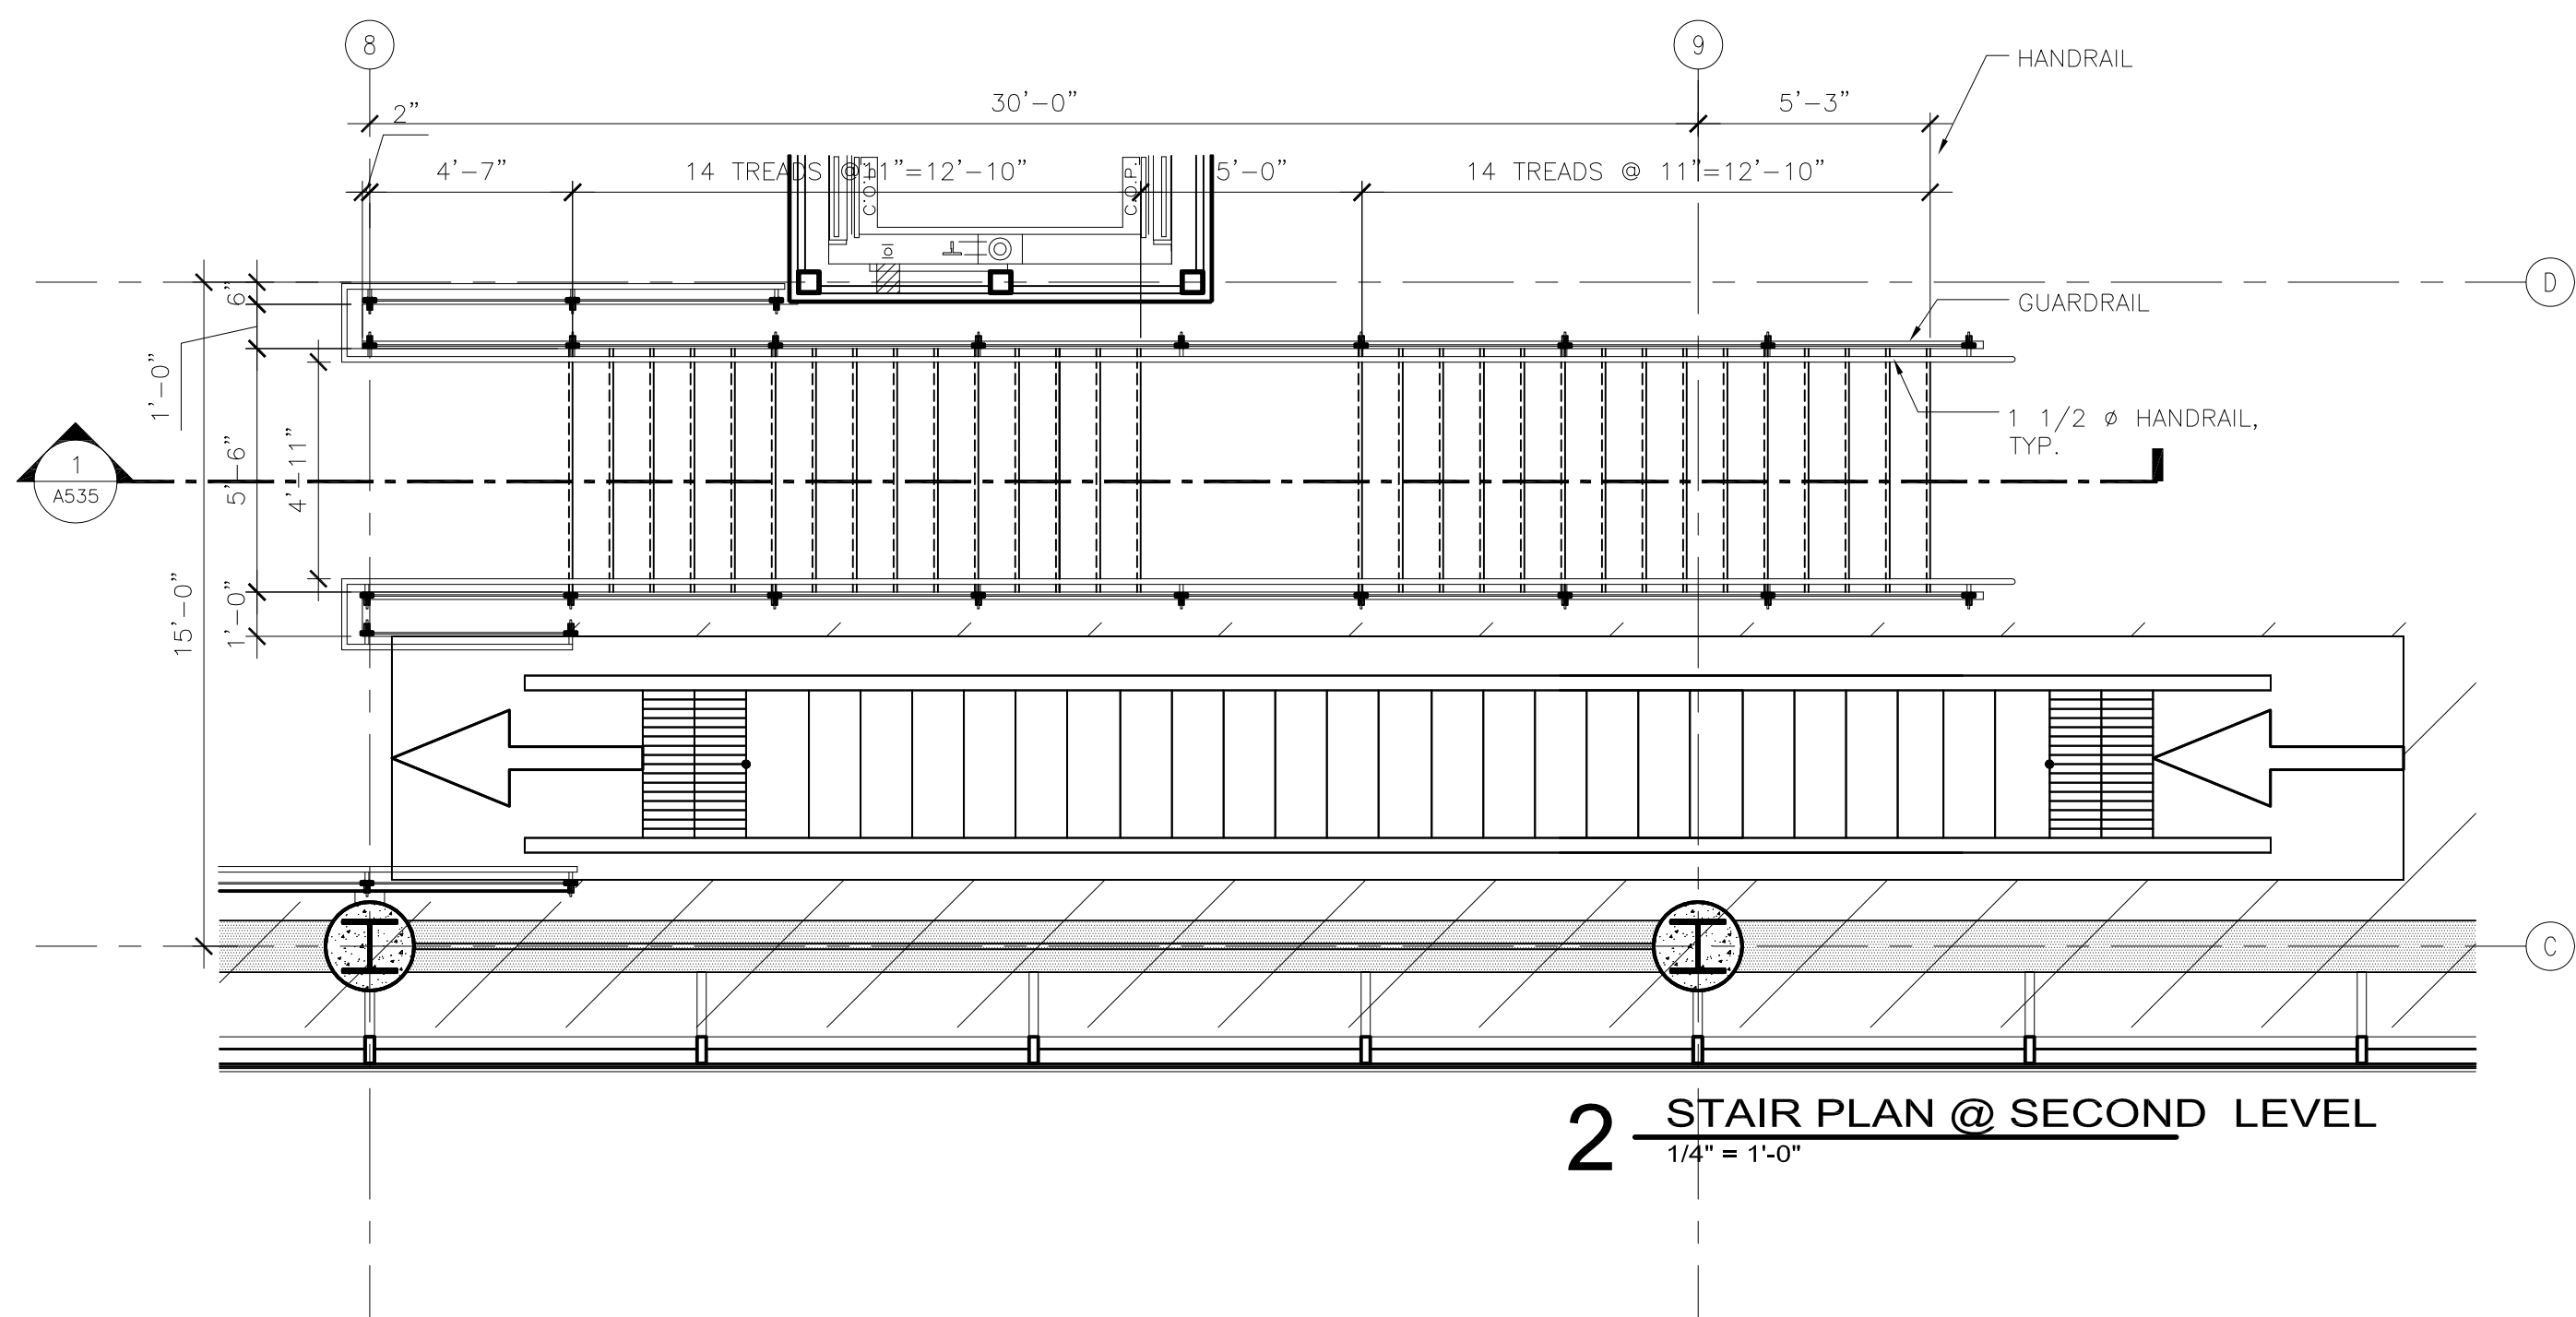 8
9
HANDRAIL
2"
30'-0"
5'-3"
4'-7"
14 TREADS @ 11"=12'-10"
5'-0"
14 TREADS @ 11"=12'-10"
C.O.P.
C.O.P.
D
6"
GUARDRAIL
1'-0"
1 1/2 ø HANDRAIL,
TYP.
1
A535
5'-6"
4'-11"
15'-0"
1'-0"
C
2
STAIR PLAN @ SECOND LEVEL
1/4" = 1'-0"